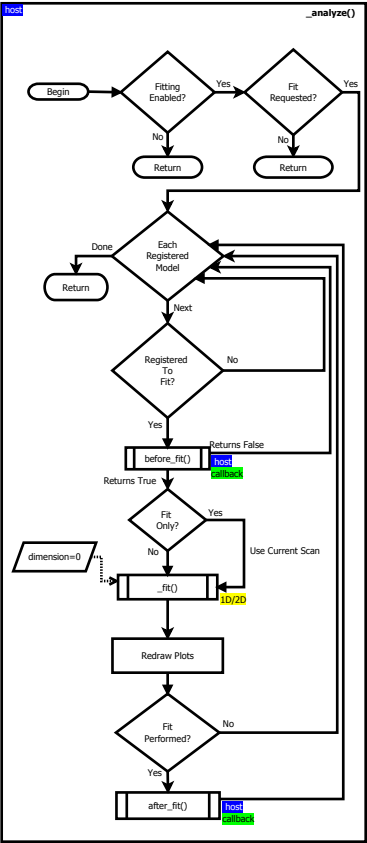 host
_analyze()
Begin
Fitting
Enabled?
Yes
Fit
Requested?
Yes
No
Return
No
Return
Each
Registered
Model
Done
Return
Next
Registered
To
Fit?
No
Yes
before_fit()
Returns False
host
callback
Returns True
Fit
Only?
Yes
No
Use Current Scan
dimension=0
_fit()
1D/2D
Redraw Plots
Fit
Performed?
No
Yes
after_fit()
host
callback